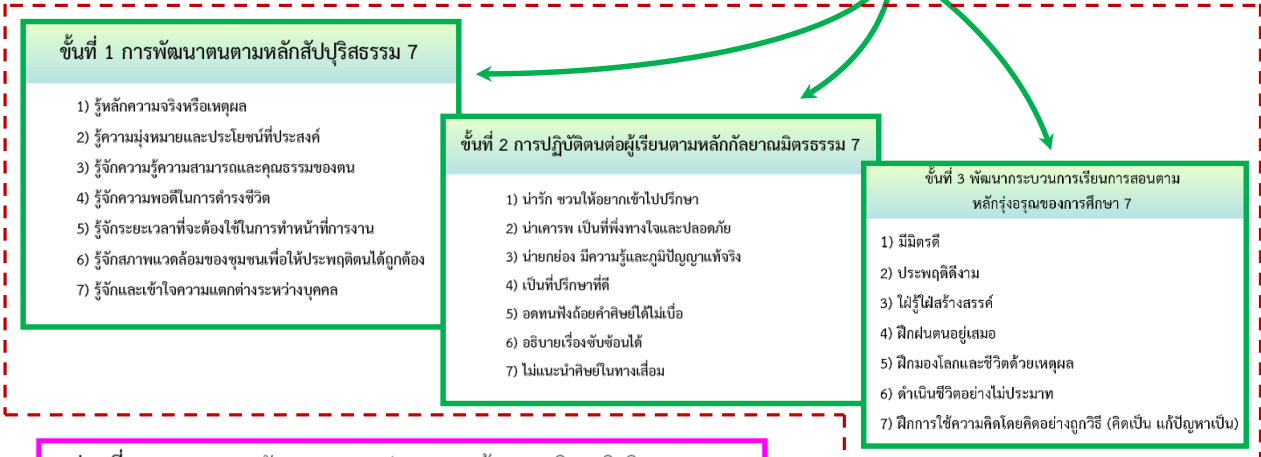 ขั้นที่ 1 การพัฒนาตนตามหลักสัปปุริสธรรม 7
1) รู้หลักความจริงหรือเหตุผล
2) รู้ความมุ่งหมายและประโยชน์ที่ประสงค์
3) รู้จักความรู้ความสามารถและคุณธรรมของตน
4) รู้จักความพอดีในการดำรงชีวิต
5) รู้จักระยะเวลาที่จะต้องใช้ในการทำหน้าที่การงาน
6) รู้จักสภาพแวดล้อมของชุมชนเพื่อให้ประพฤติตนได้ถูกต้อง
7) รู้จักและเข้าใจความแตกต่างระหว่างบุคคล
ขั้นที่ 2 การปฏิบัติตนต่อผู้เรียนตามหลักกัลยาณมิตรธรรม 7
1) น่ารัก ชวนให้อยากเข้าไปปรึกษา
2) น่าเคารพ เป็นที่พึ่งทางใจและปลอดภัย
3) น่ายกย่อง มีความรู้และภูมิปัญญาแท้จริง
4) เป็นที่ปรึกษาที่ดี
5) อดทนฟังถ้อยคำศิษย์ได้ไม่เบื่อ
6) อธิบายเรื่องซับซ้อนได้
7) ไม่แนะนำศิษย์ในทางเสื่อม
ขั้นที่ 3 พัฒนากระบวนการเรียนการสอนตาม
หลักรุ่งอรุณของการศึกษา 7
1) มีมิตรดี
2) ประพฤติดีงาม
3) ใฝ่รู้ใฝ่สร้างสรรค์
4) ฝึกฝนตนอยู่เสมอ
5) ฝึกมองโลกและชีวิตด้วยเหตุผล
6) ดำเนินชีวิตอย่างไม่ประมาท
7) ฝึกการใช้ความคิดโดยคิดอย่างถูกวิธี (คิดเป็น แก้ปัญหาเป็น)